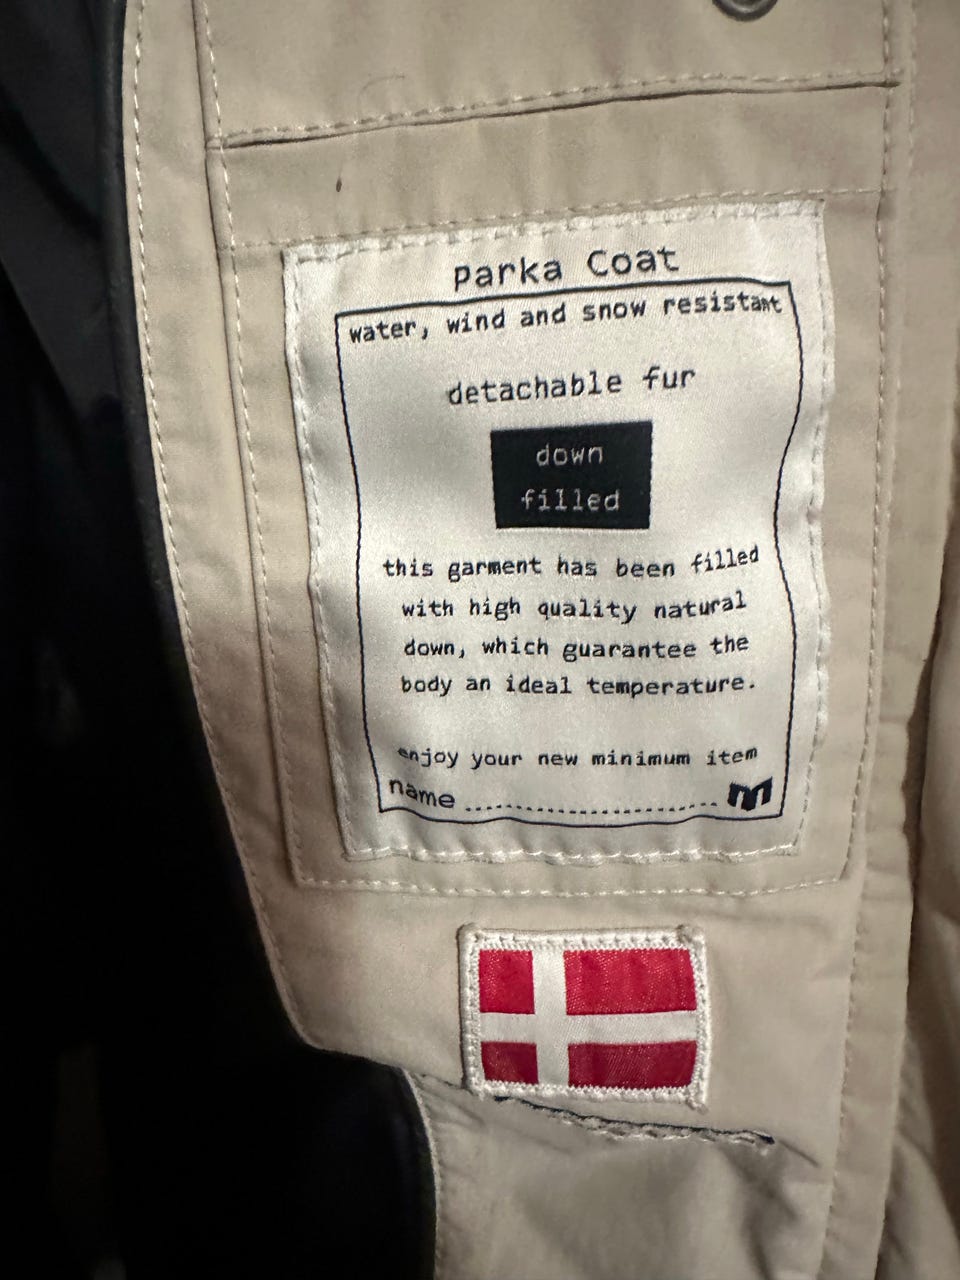 Parka Coat
water, wind and snow resistant
detachable fur
down
filled
this garment has been filled
with high quality natural
down, which guarantee the
body an ideal temperature.
enjoy your new minimum item
name ............................ m